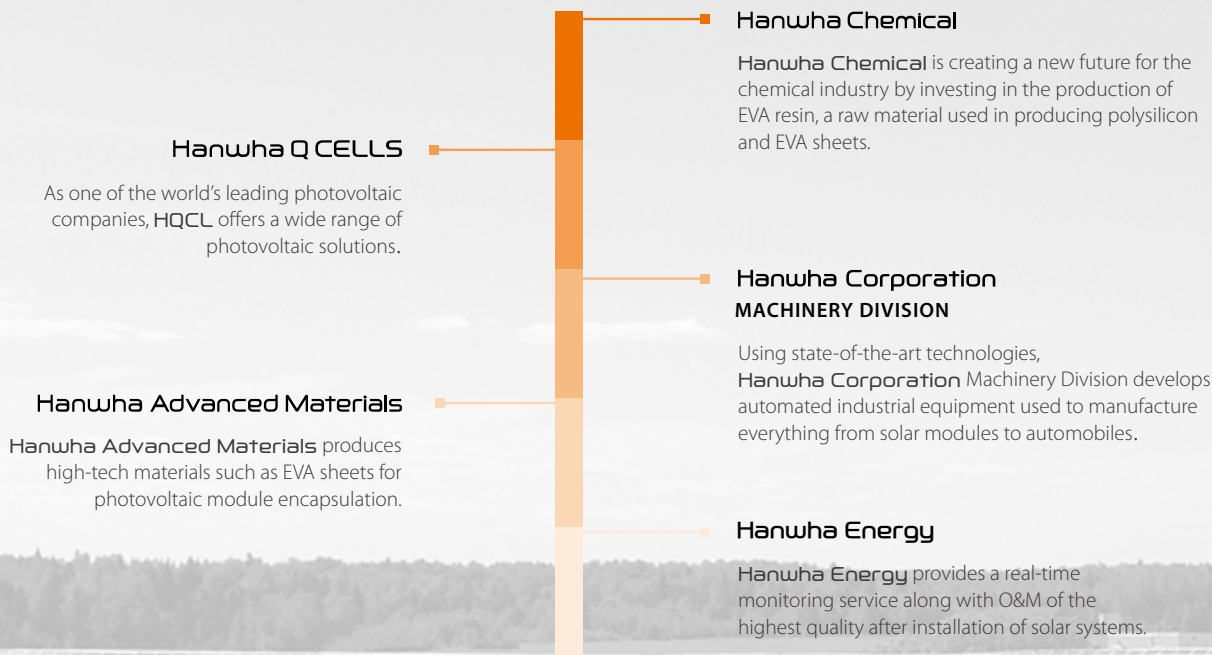 Hanwha Chemical
Hanwha Chemical is creating a new future for the
chemical industry by investing in the production of
EVA resin, a raw material used in producing polysilicon
and EVA sheets.
Hanwha Q CELLS
As one of the world's leading photovoltaic
companies, HQCL offers a wide range of
photovoltaic solutions.
Hanwha Corporation
MACHINERY DIVISION
Using state-of-the-art technologies,
Hanwha Corporation Machinery Division develops
automated industrial equipment used to manufacture
everything from solar modules to automobiles.
Hanwha Advanced Materials
Hanwha Advanced Materials produces
high-tech materials such as EVA sheets for
photovoltaic module encapsulation.
Hanwha Energy
Hanwha Energy provides a real-time
monitoring service along with O&M of the
highest quality after installation of solar systems.